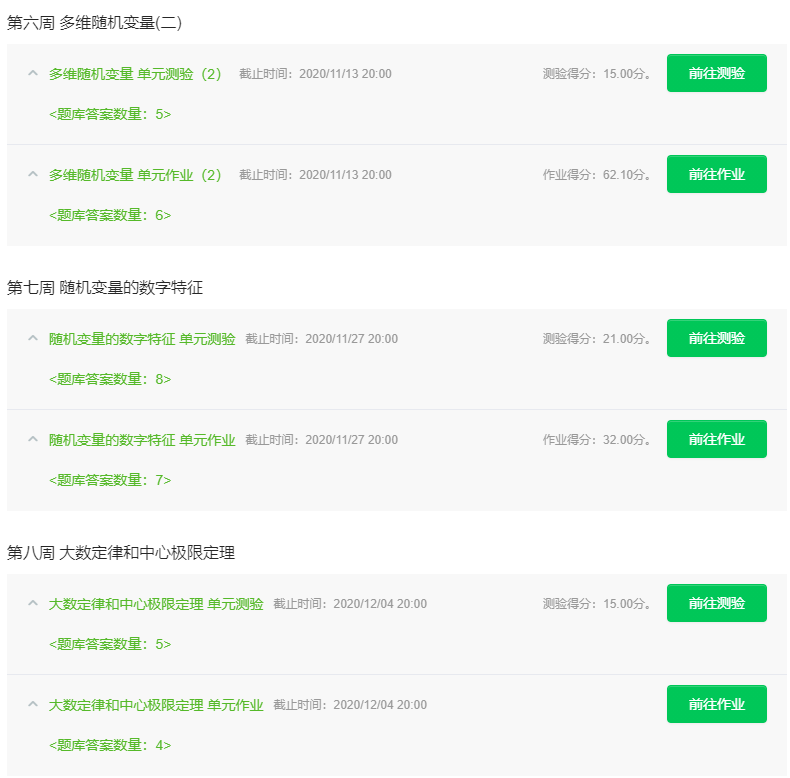 第六周 多维随机变量(二)
多维随机变量 单元测验（2） 截止时间：2020/11/13 20:00 测验得分：15.00分。 前往测验
<题库答案数量：5>
多维随机变量 单元作业（2） 截止时间：2020/11/13 20:00 作业得分：62.10分。 前往作业
<题库答案数量：6>
第七周 随机变量的数字特征
随机变量的数字特征 单元测验 截止时间：2020/11/27 20:00 测验得分：21.00分。 前往测验
<题库答案数量：8>
随机变量的数字特征 单元作业 截止时间：2020/11/27 20:00 作业得分：32.00分。 前往作业
<题库答案数量：7>
第八周 大数定律和中心极限定理
大数定律和中心极限定理 单元测验 截止时间：2020/12/04 20:00 测验得分：15.00分。 前往测验
<题库答案数量：5>
大数定律和中心极限定理 单元作业 截止时间：2020/12/04 20:00 前往作业
<题库答案数量：4>